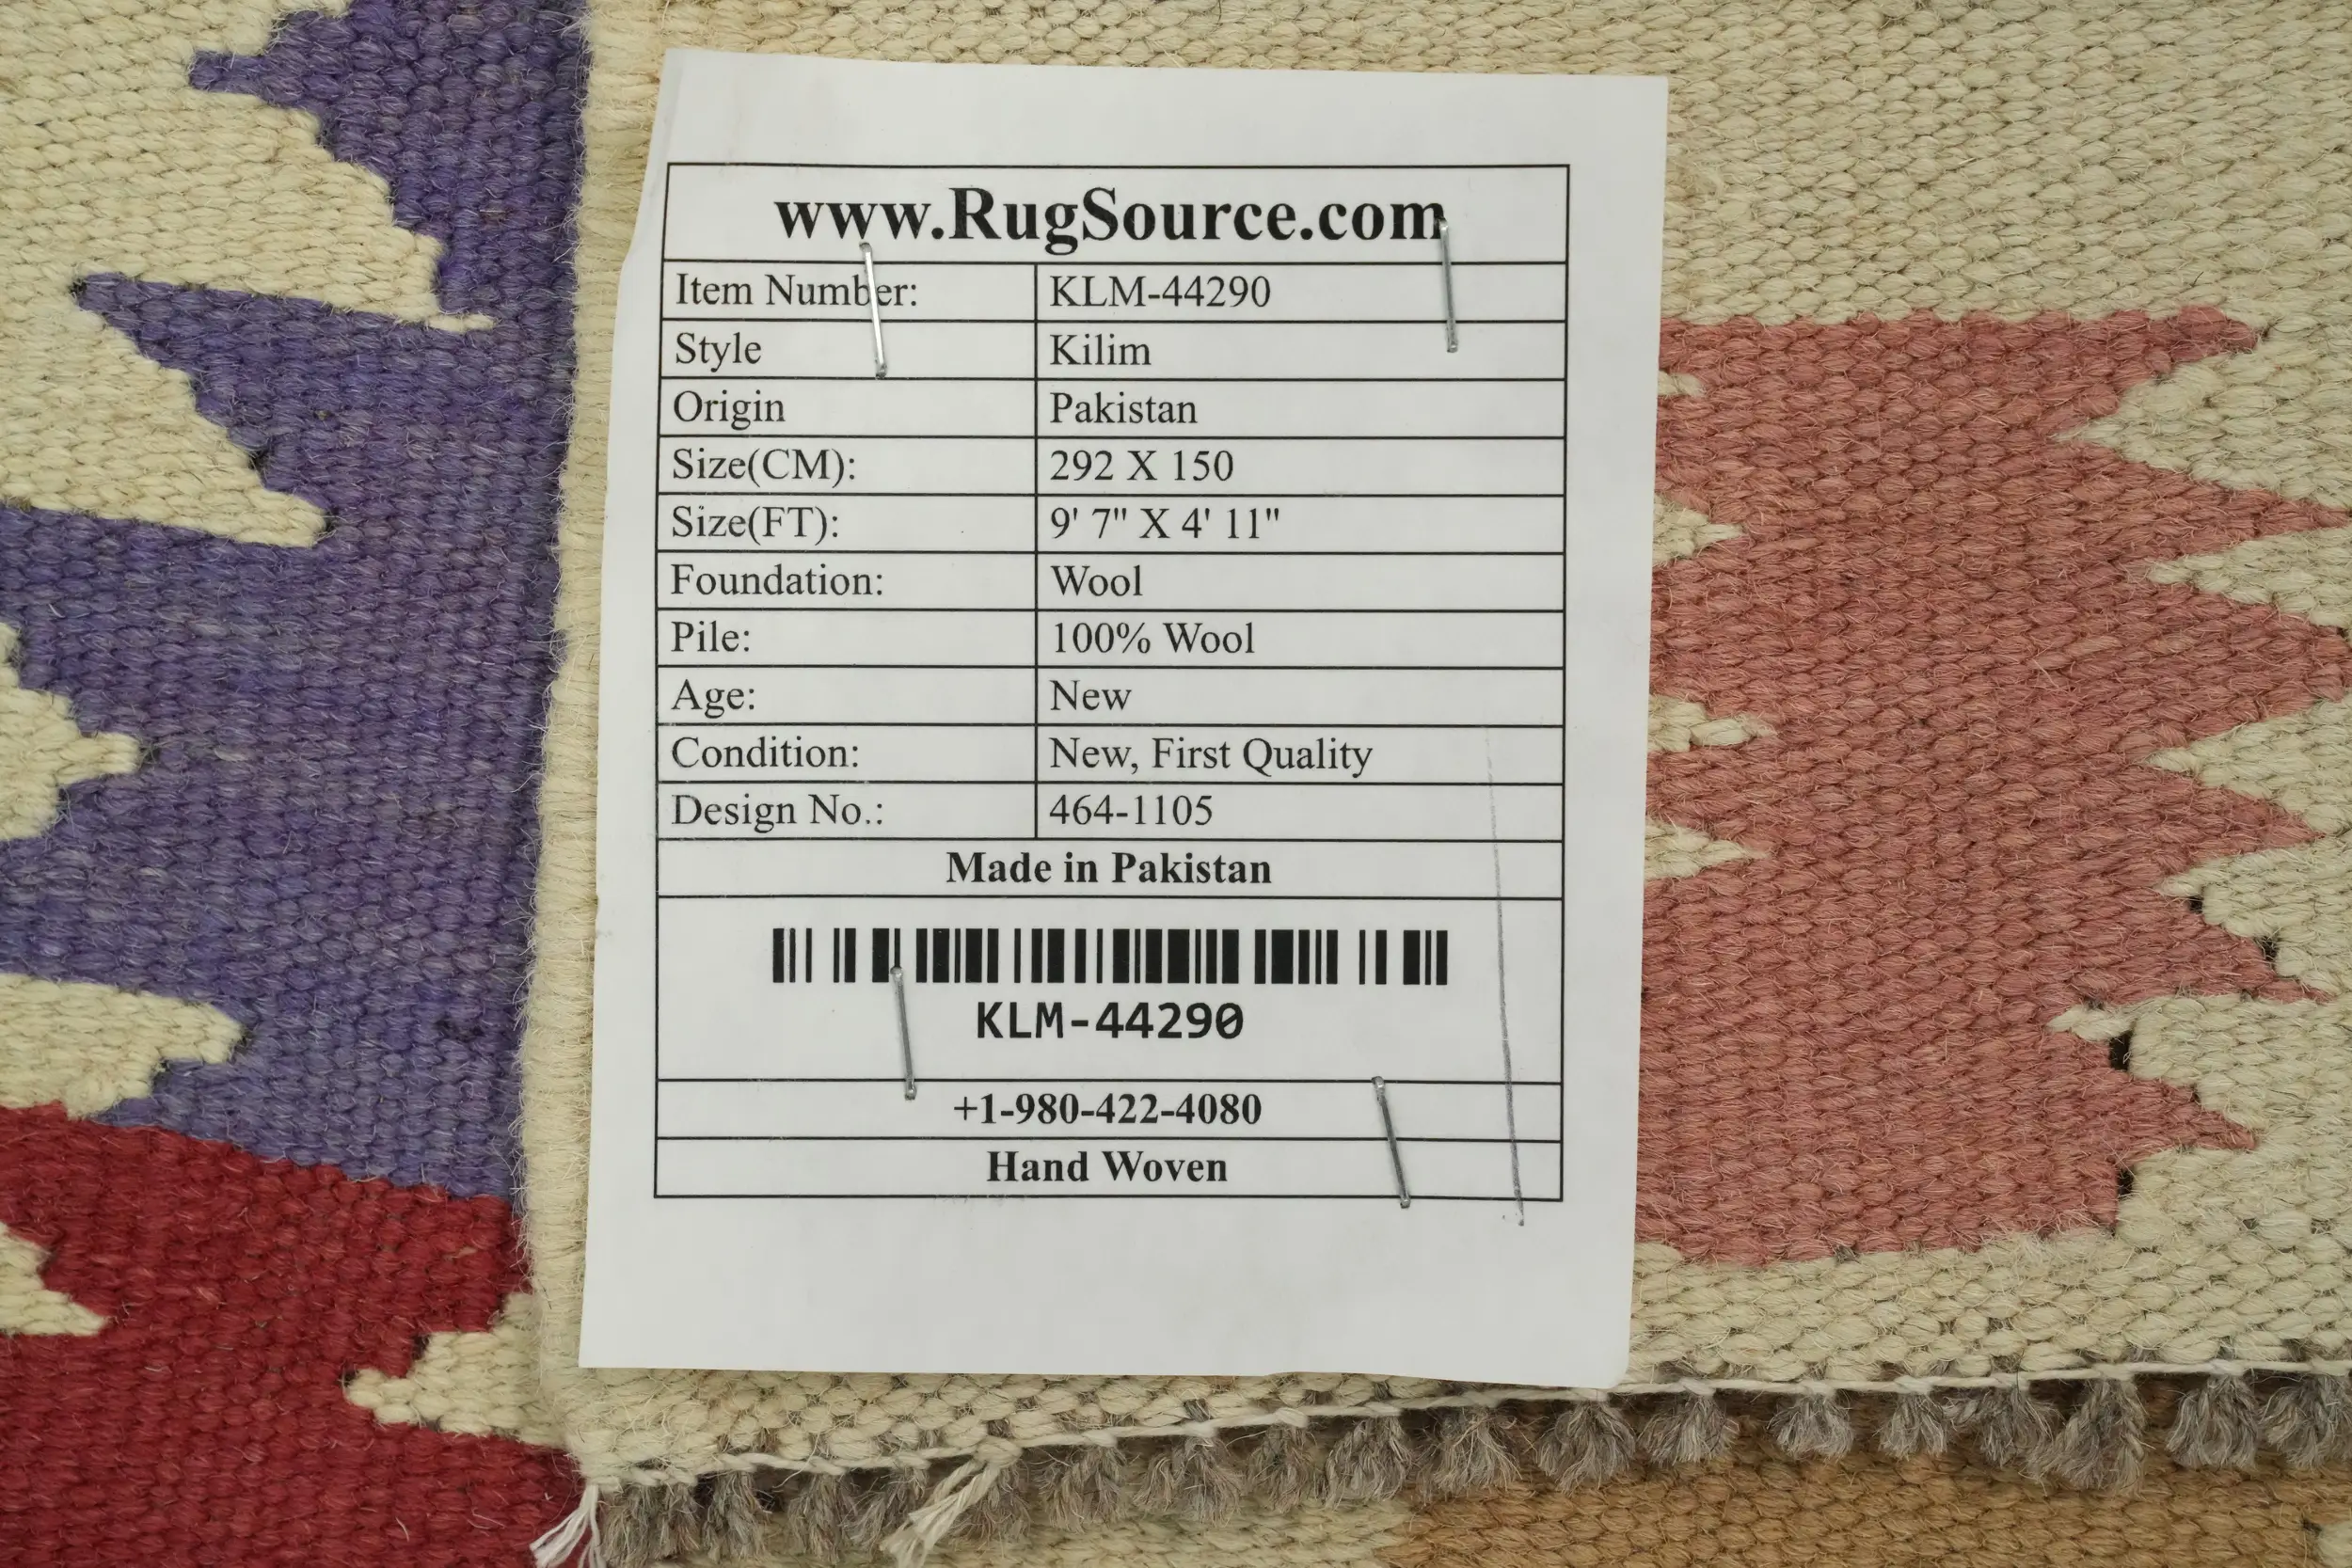 www.RugSource.com
Item Number: KLM-44290
Style Kilim
Origin Pakistan
Size(CM): 292 X 150
Size(FT): 9' 7" X 4' 11"
Foundation: Wool
Pile: 100% Wool
Age: New
Condition: New, First Quality
Design No.: 464-1105
Made in Pakistan
KLM-44290
+1-980-422-4080
Hand Woven